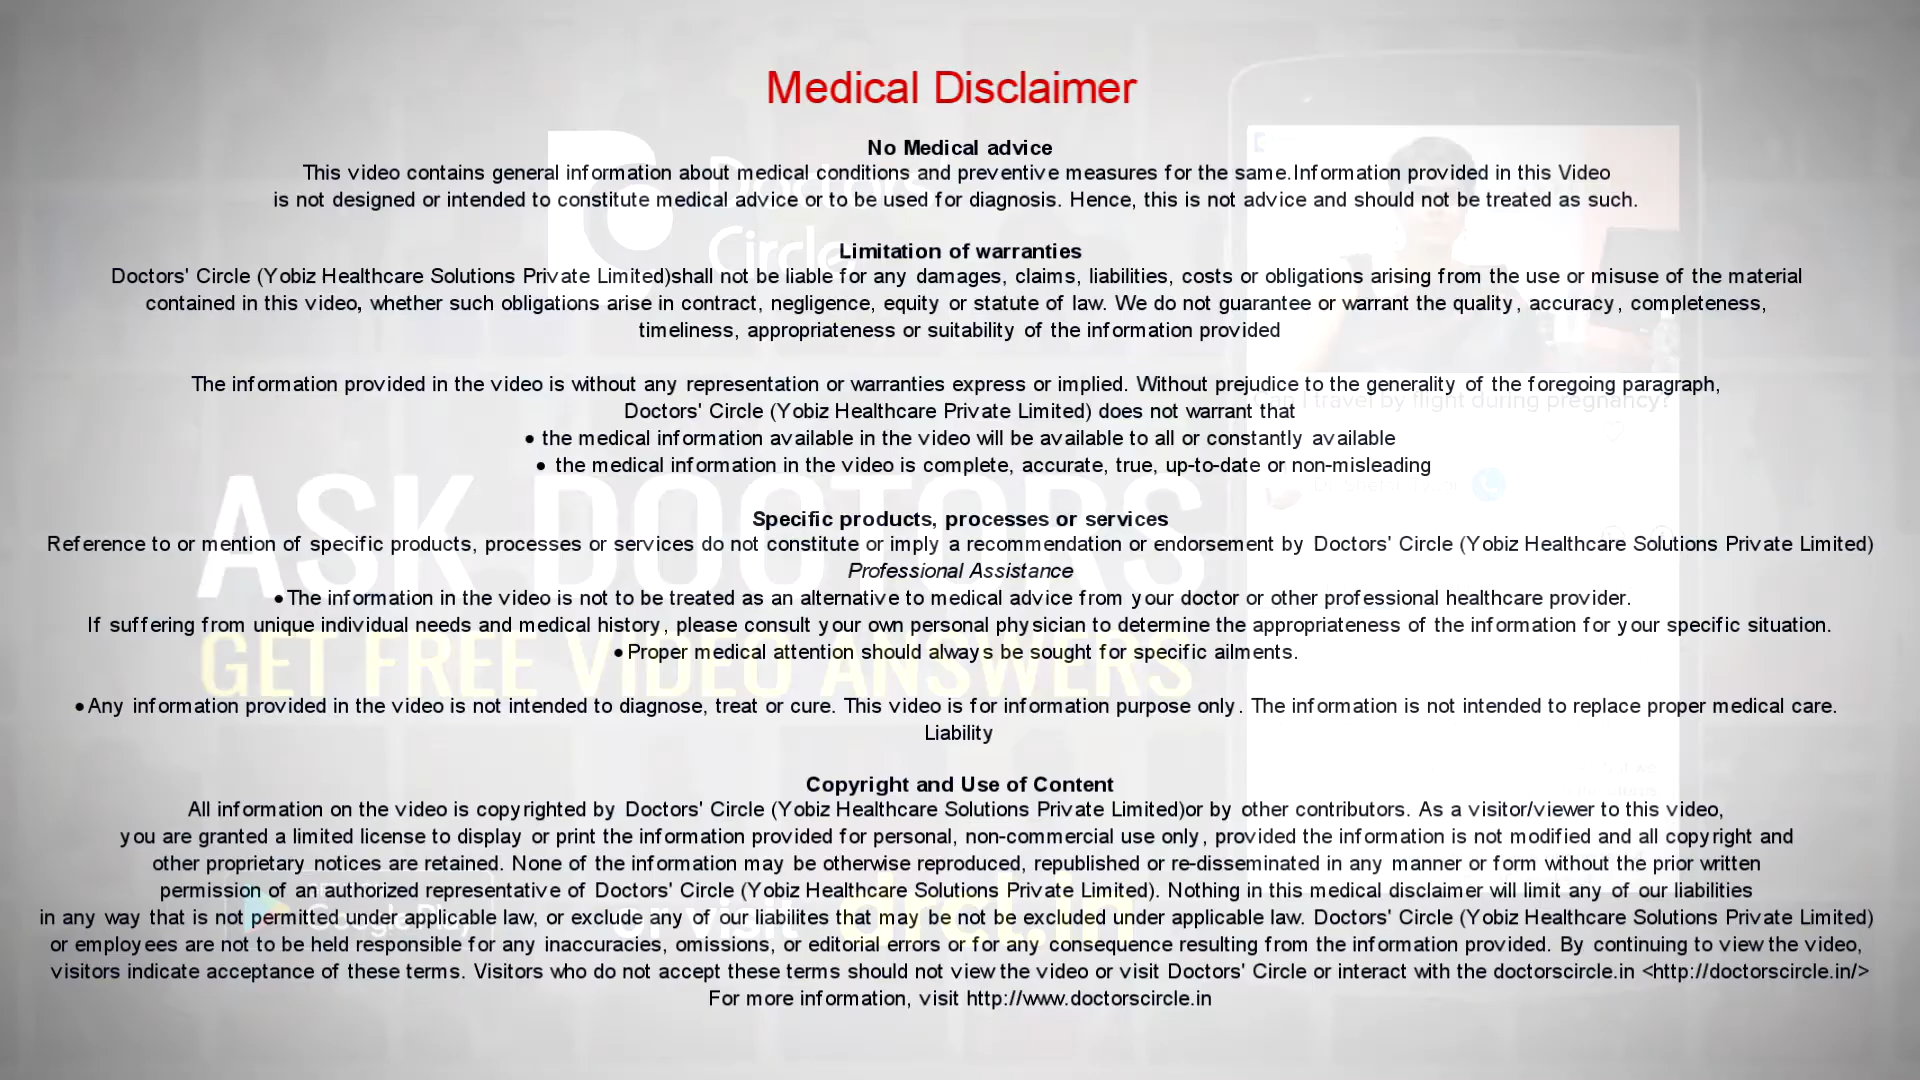 Medical Disclaimer
No Medical advice
This video contains general information about medical conditions and preventive measures for the same.Information provided in this Video
is not designed or intended to constitute medical advice or to be used for diagnosis. Hence, this is not advice and should not be treated as such.
Doctors'
Circle
Limitation of warranties
Doctors' Circle (Yobiz Healthcare Solutions Private Limited)shall not be liable for any damages, claims, liabilities, costs or obligations arising from the use or misuse of the material
contained in this video, whether such obligations arise in contract, negligence, equity or statute of law. We do not guarantee or warrant the quality, accuracy, completeness,
timeliness, appropriateness or suitability of the information provided
The information provided in the video is without any representation or warranties express or implied. Without prejudice to the generality of the foregoing paragraph,
Can I travel by flight during pregnancy?
Doctors' Circle (Yobiz Healthcare Private Limited) does not warrant that
• the medical information available in the video will be available to all or constantly available
• the medical information in the video is complete, accurate, true, up-to-date or non-misleading
ASK DOCTORS
Specific products, processes or services
Reference to or mention of specific products, processes or services do not constitute or imply a recommendation or endorsement by Doctors' Circle (Yobiz Healthcare Solutions Private Limited)
Professional Assistance
•The information in the video is not to be treated as an alternative to medical advice from your doctor or other professional healthcare provider.
If suffering from unique individual needs and medical history, please consult your own personal physician to determine the appropriateness of the information for your specific situation.
•Proper medical attention should always be sought for specific ailments.
GET FREE VIDEO ANSWERS
•Any information provided in the video is not intended to diagnose, treat or cure. This video is for information purpose only. The information is not intended to replace proper medical care.
Liability
Copyright and Use of Content
All information on the video is copyrighted by Doctors' Circle (Yobiz Healthcare Solutions Private Limited)or by other contributors. As a visitor/viewer to this video,
you are granted a limited license to display or print the information provided for personal, non-commercial use only, provided the information is not modified and all copyright and
other proprietary notices are retained. None of the information may be otherwise reproduced, republished or re-disseminated in any manner or form without the prior written
permission of an authorized representative of Doctors' Circle (Yobiz Healthcare Solutions Private Limited). Nothing in this medical disclaimer will limit any of our liabilities
in any way that is not permitted under applicable law, or exclude any of our liabilites that may be not be excluded under applicable law. Doctors' Circle (Yobiz Healthcare Solutions Private Limited)
Google Play or visit drcl.in
or employees are not to be held responsible for any inaccuracies, omissions, or editorial errors or for any consequence resulting from the information provided. By continuing to view the video,
visitors indicate acceptance of these terms. Visitors who do not accept these terms should not view the video or visit Doctors' Circle or interact with the doctorscircle.in <http://doctorscircle.in/>
For more information, visit http://www.doctorscircle.in